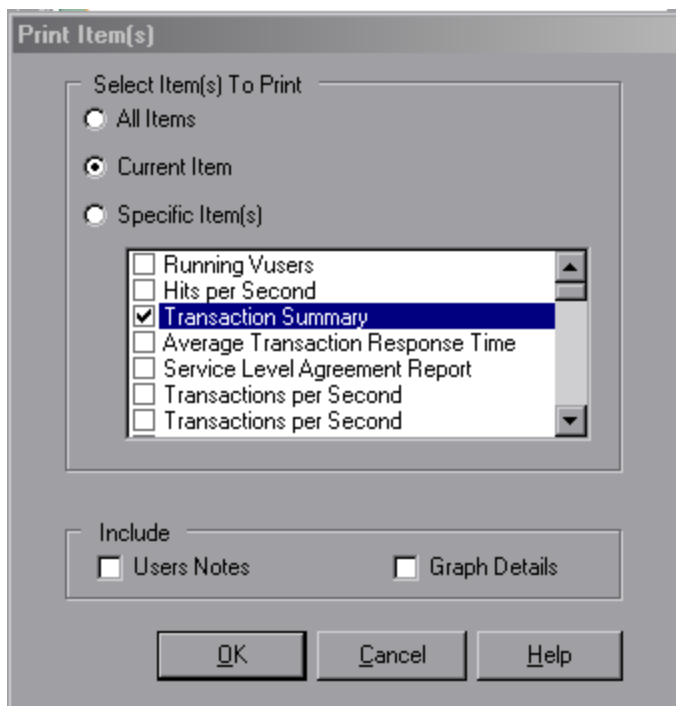 Print Item(s)
Select Item(s) To Print
All Items
Current Item
Specific Item(s)
Running Vusers
Hits per Second
Transaction Summary
Average Transaction Response Time
Service Level Agreement Report
Transactions per Second
Transactions per Second
Include
Users Notes Graph Details
OK Cancel Help